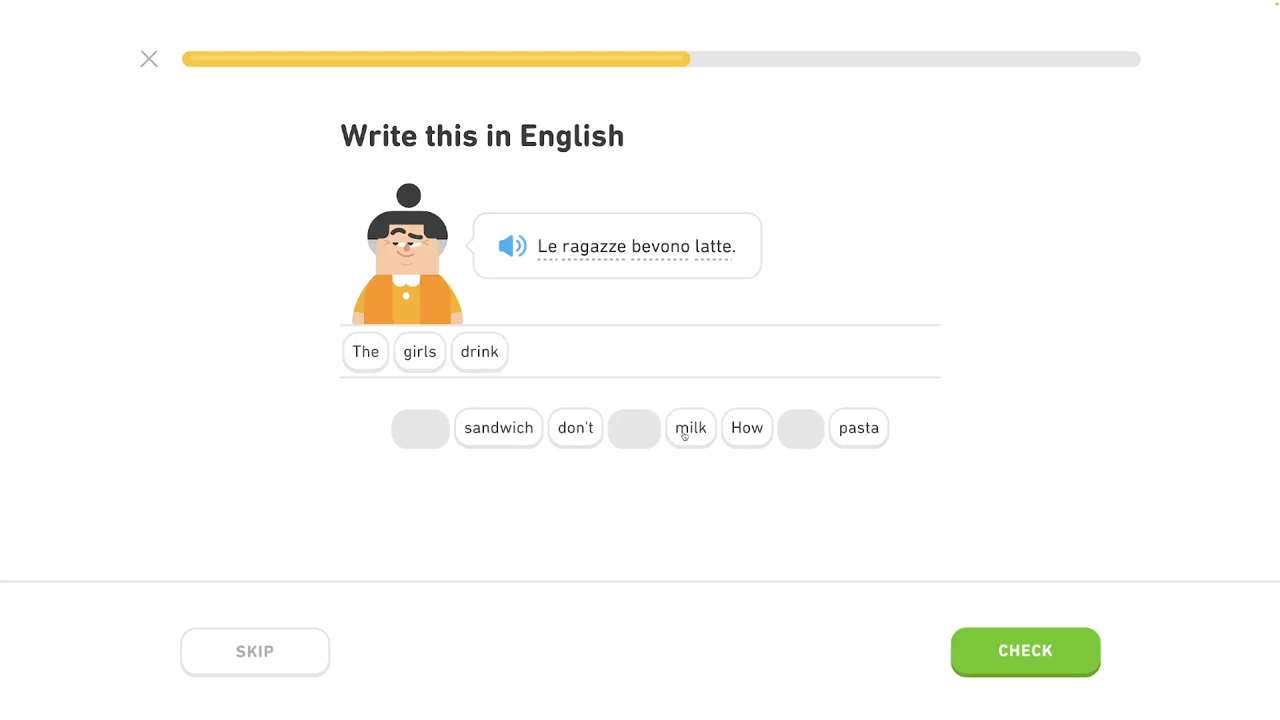 Write this in English
Le ragazze bevono latte.
The girls drink
sandwich don't milk How pasta
SKIP CHECK